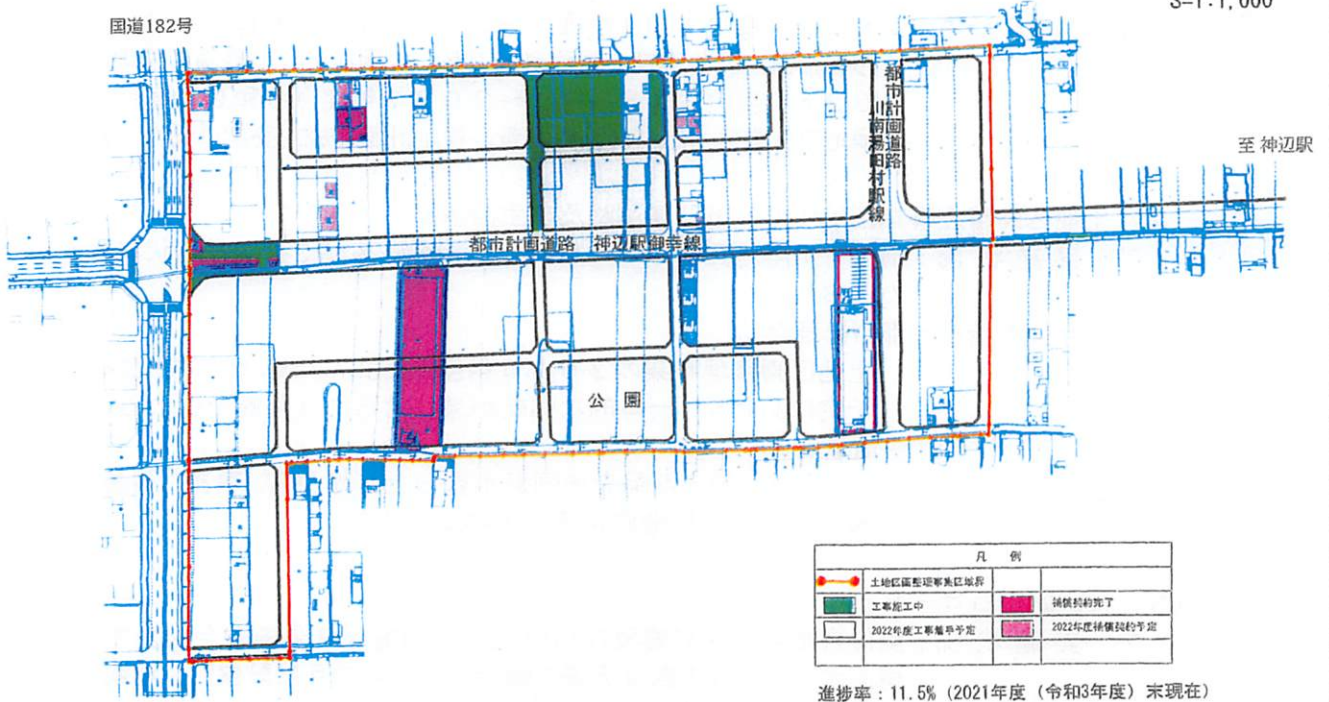 国道182号
S=1:1,000
都市計画道路
川南湯田村駅線
至 神辺駅
都市計画道路 神辺駅御幸線
公 園
凡 例
土地区画整理事業施行区域界
工事施工中
補償契約完了
2022年度工事着手予定
2022年度補償契約予定
進捗率:11.5%(2021年度(令和3年度)末現在)